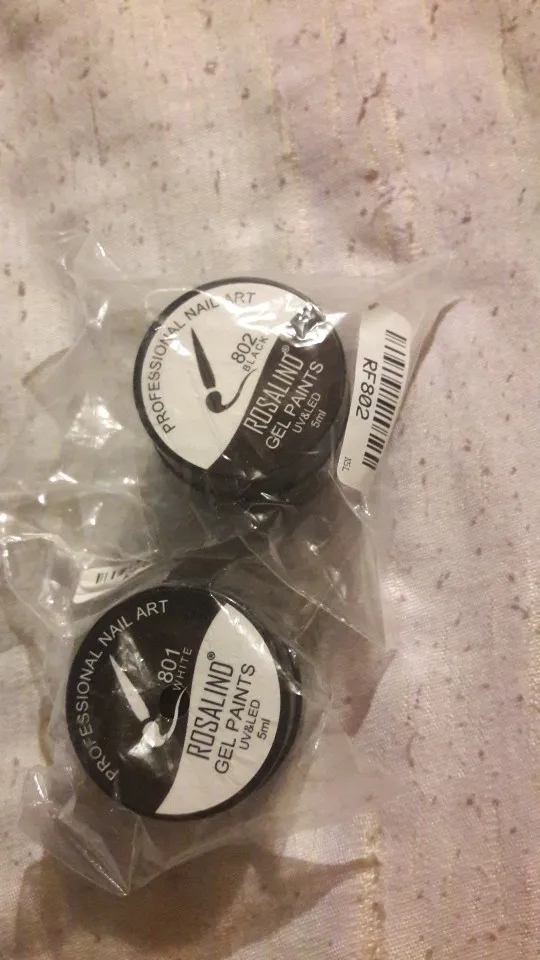 PROFESSIONAL NAIL ART
802
BLACK
ROSALIND®
GEL PAINTS
UV&LED
5ml
RF802
PROFESSIONAL NAIL ART
801
WHITE
ROSALIND®
GEL PAINTS
UV&LED
5ml